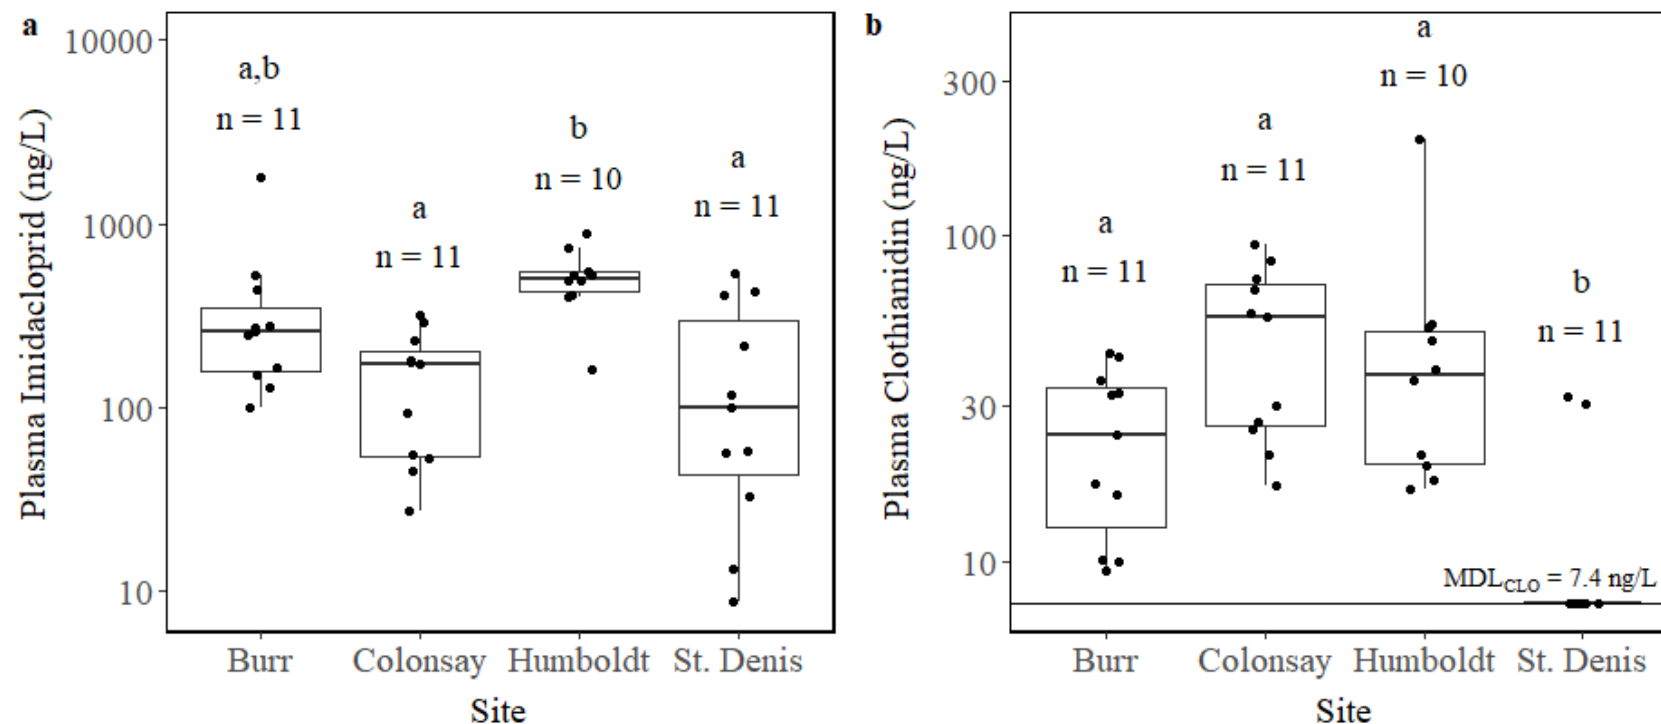 a
10000
1000
100
10
Plasma Imidacloprid (ng/L)
a,b
n = 11
a
n = 11
b
n = 10
a
n = 11
Burr
Colonsay
Humboldt
St. Denis
Site
b
300
100
30
10
Plasma Clothianidin (ng/L)
a
n = 11
a
n = 11
a
n = 10
b
n = 11
MDLCLO = 7.4 ng/L
Burr
Colonsay
Humboldt
St. Denis
Site